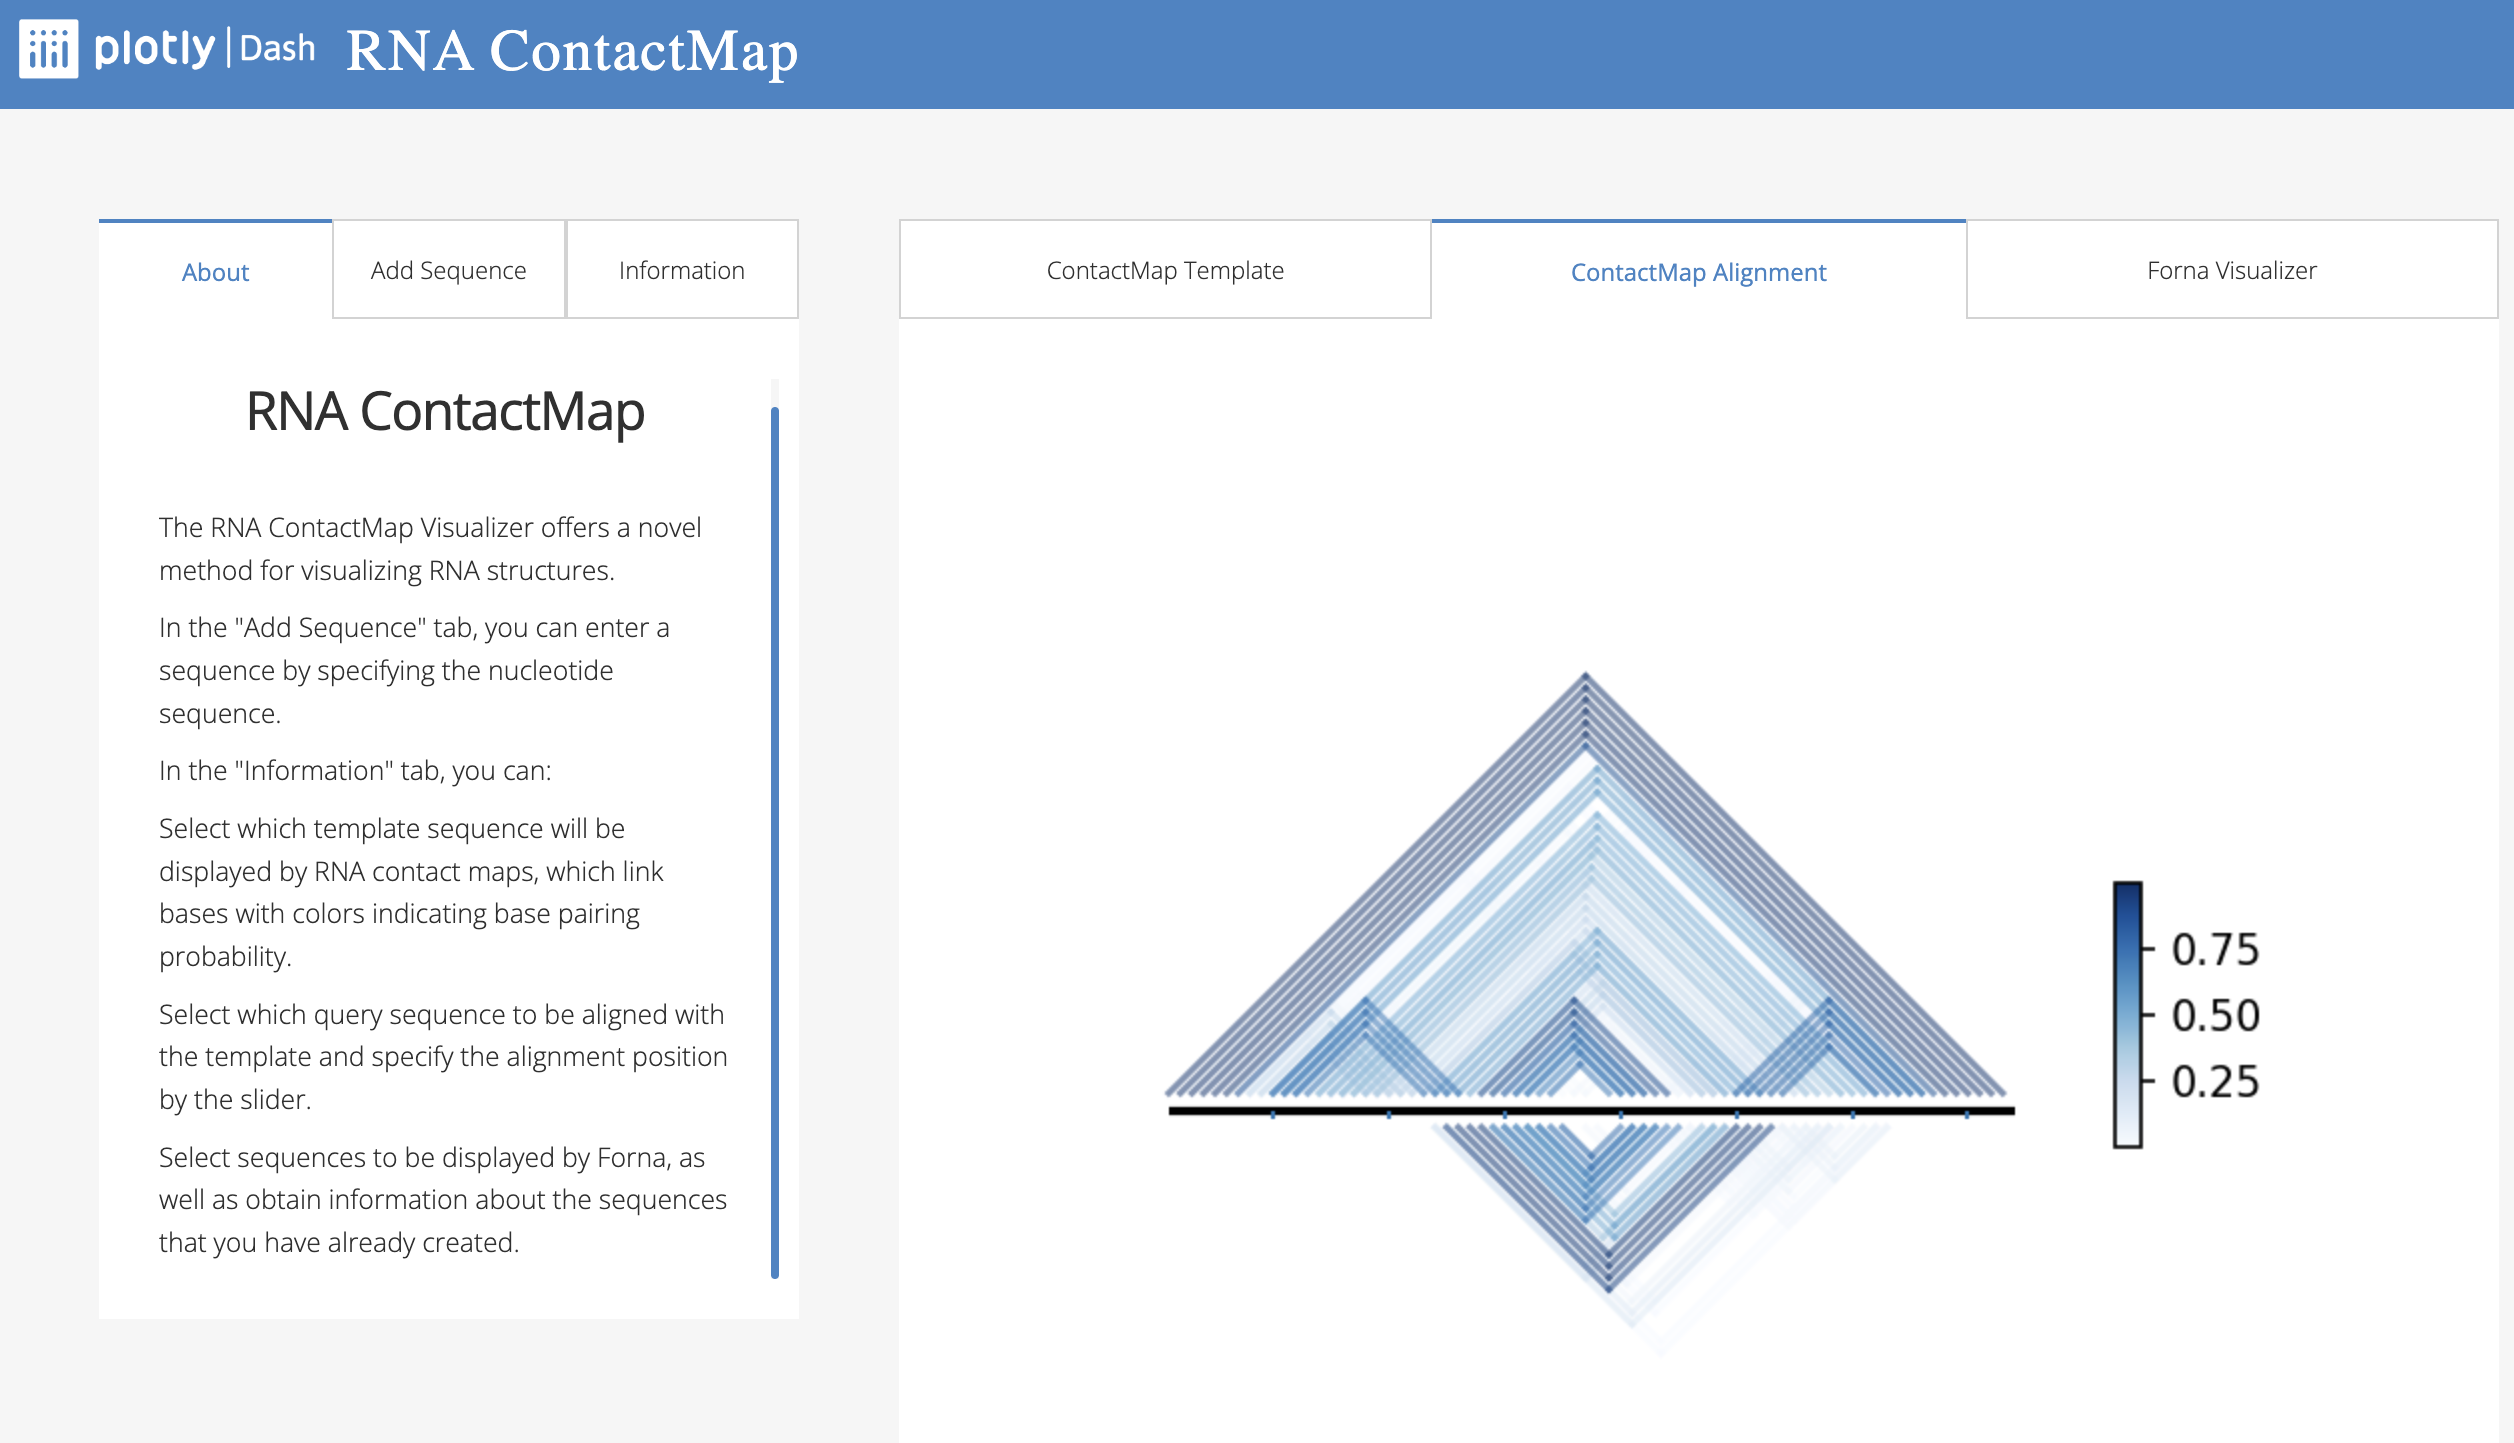 plotly | Dash RNA ContactMap
About
Add Sequence
Information
ContactMap Template
ContactMap Alignment
Forna Visualizer
RNA ContactMap
The RNA ContactMap Visualizer offers a novel
method for visualizing RNA structures.
In the "Add Sequence" tab, you can enter a
sequence by specifying the nucleotide
sequence.
In the "Information" tab, you can:
Select which template sequence will be
displayed by RNA contact maps, which link
bases with colors indicating base pairing
probability.
Select which query sequence to be aligned with
the template and specify the alignment position
by the slider.
Select sequences to be displayed by Forna, as
well as obtain information about the sequences
that you have already created.
0.75
0.50
0.25